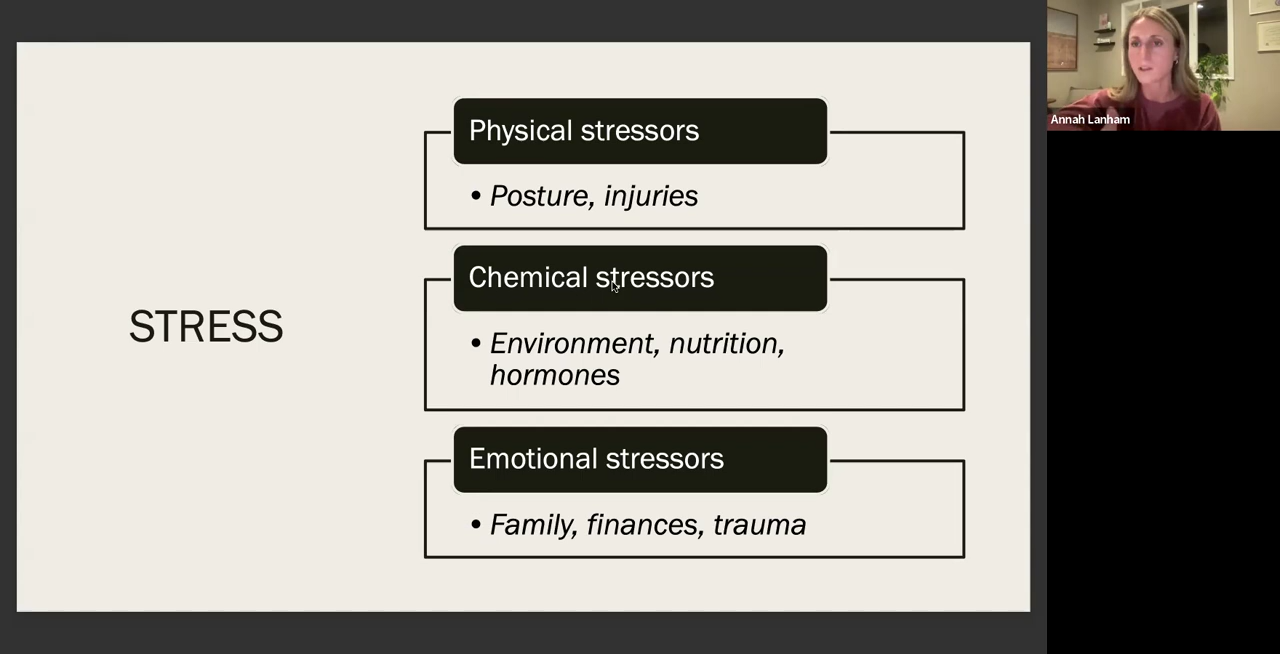 STRESS
Physical stressors
• Posture, injuries
Chemical stressors
• Environment, nutrition,
hormones
Emotional stressors
• Family, finances, trauma
Annah Lanham